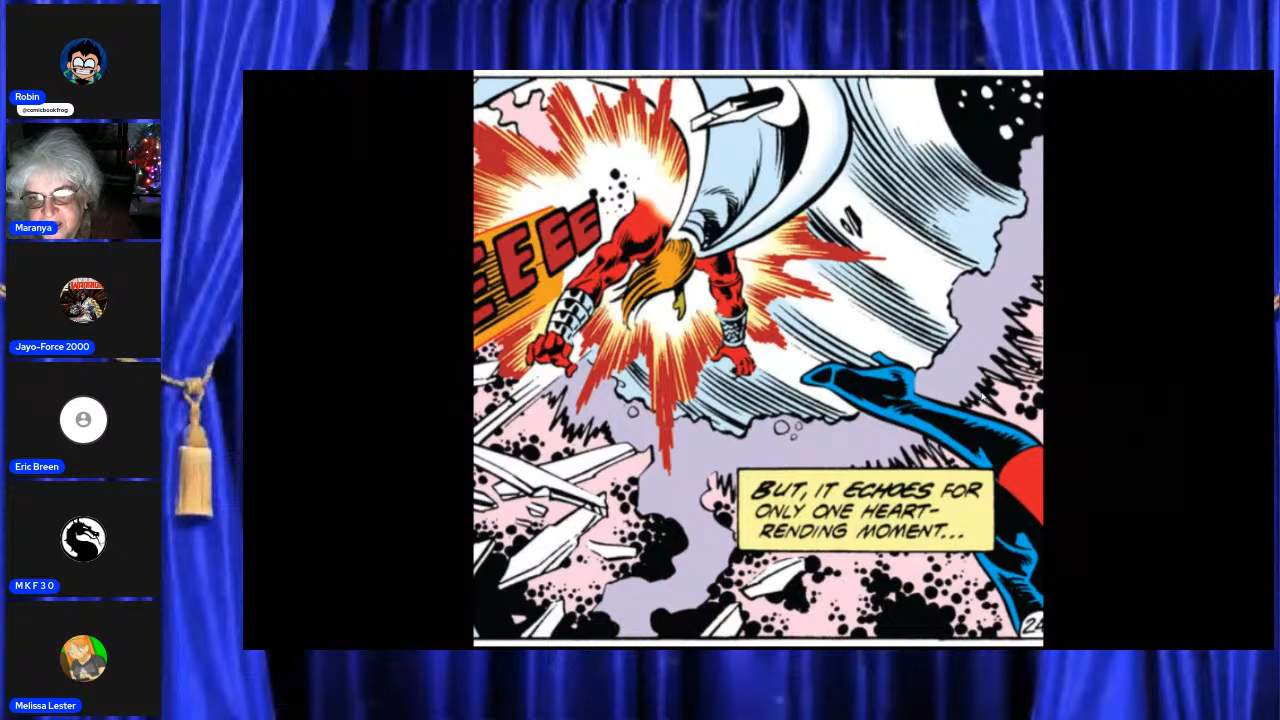 Robin
@comicbookfrog
Maranya
Jayo-Force 2000
Eric Breen
M K F 3 0
Melissa Lester
EEEE
BUT, IT ECHOES FOR
ONLY ONE HEART-
RENDING MOMENT...